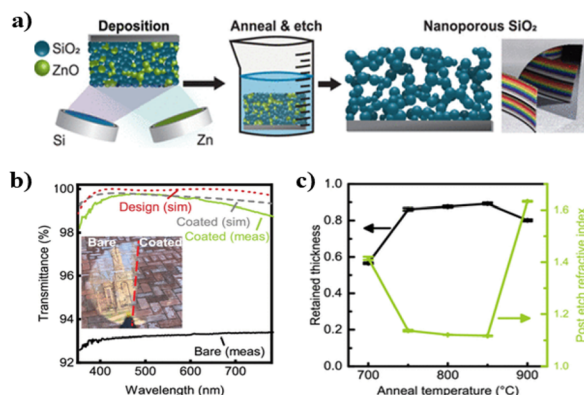 a)
Deposition
Anneal & etch
Nanoporous SiO₂
SiO₂
ZnO
Si
Zn
b)
100
98
96
94
92
Transmittance (%)
Design (sim)
Coated (sim)
Coated (meas)
Bare
Coated
Bare (meas)
400
500
600
700
Wavelength (nm)
c)
1.0
0.8
0.6
0.4
0.2
0.0
Retained thickness
1.6
1.4
1.2
1.0
Post etch refractive index
700
750
800
850
900
Anneal temperature (°C)